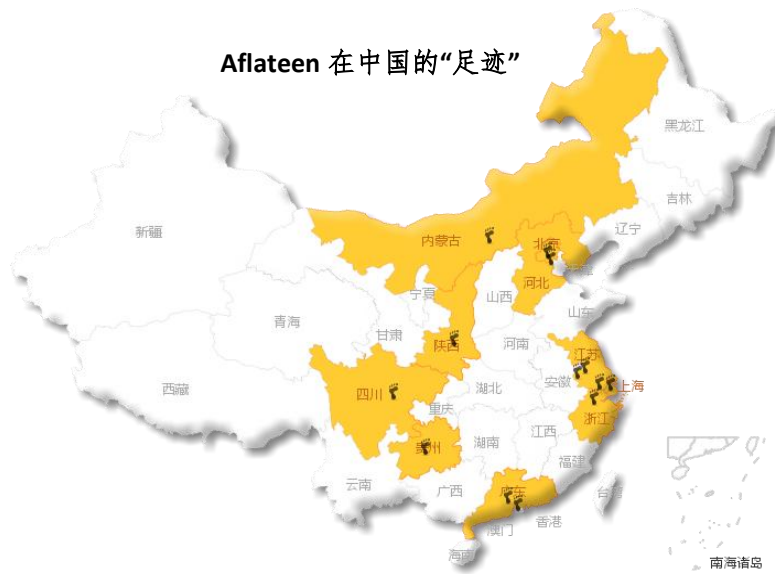 Aflateen 在中国的“足迹”
黑龙江
吉林
辽宁
新疆
内蒙古
北京
河北
宁夏
山西
山东
青海
甘肃
陕西
河南
江苏
西藏
四川
安徽
上海
湖北
重庆
浙江
贵州
湖南
江西
福建
云南
广西
广东
台湾
香港
澳门
海南
南海诸岛